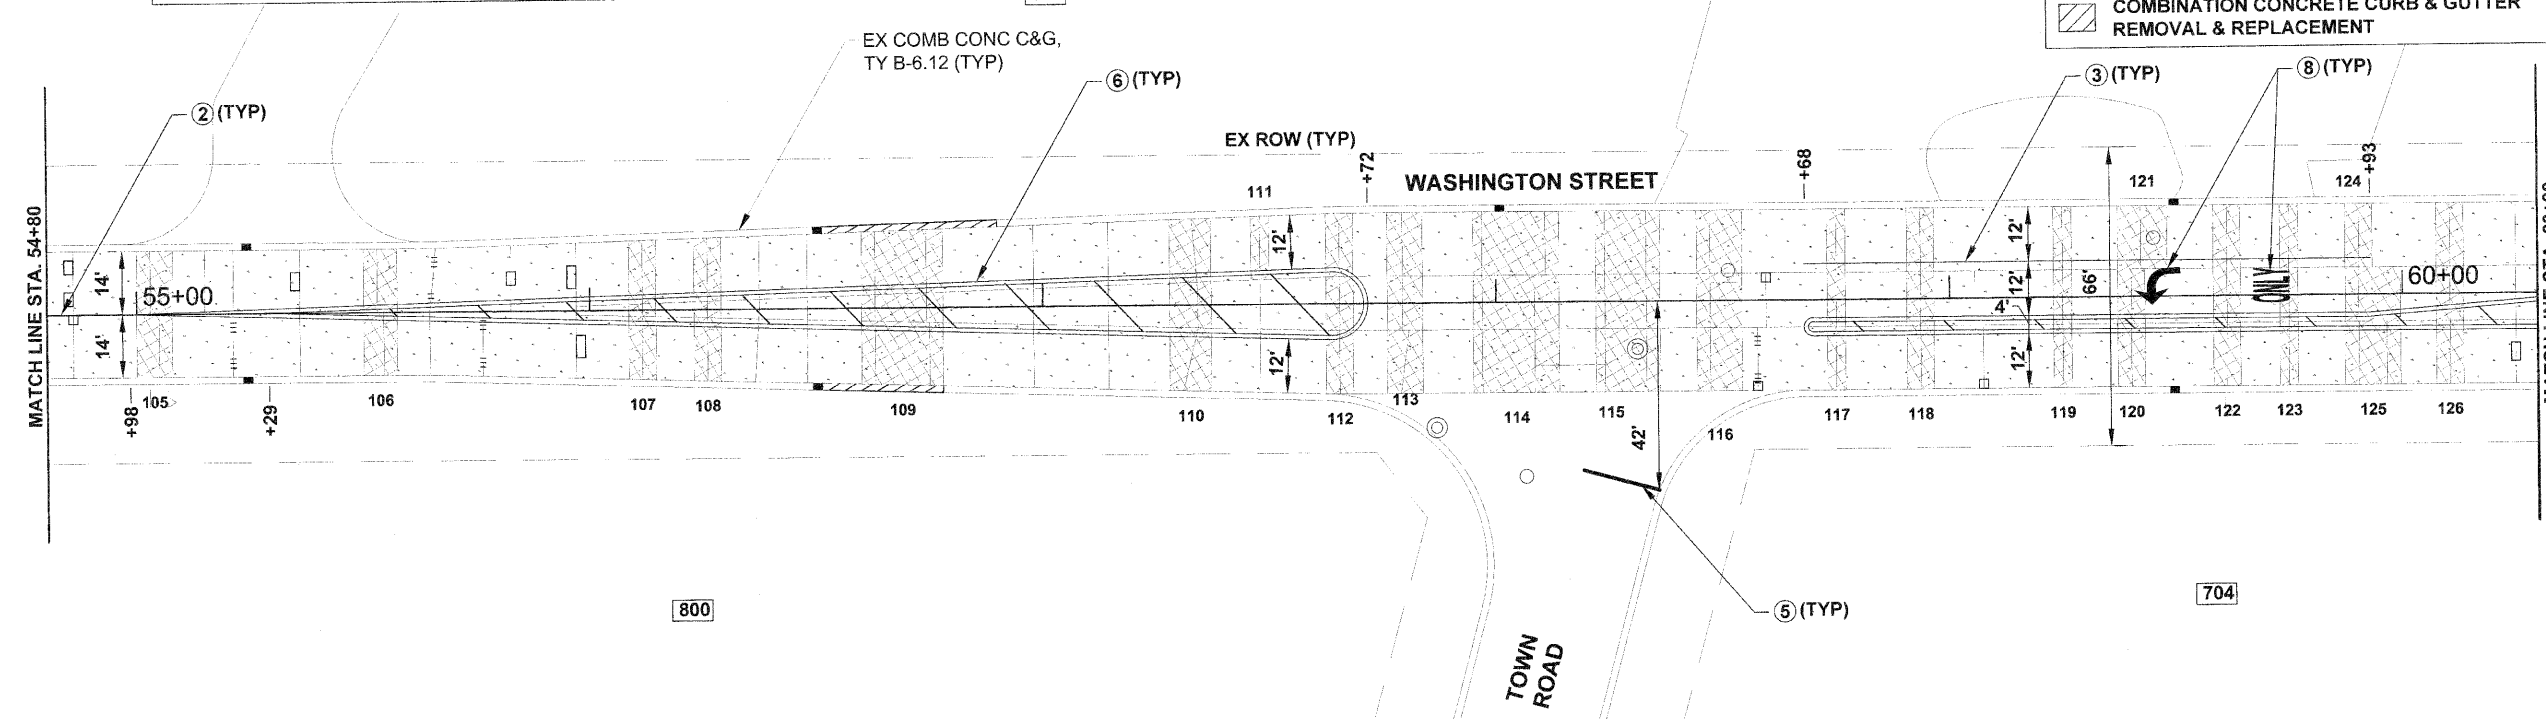 COMBINATION CONCRETE CURB & GUTTER
REMOVAL & REPLACEMENT
EX COMB CONC C&G,
TY B-6.12 (TYP)
6 (TYP)
3 (TYP)
8 (TYP)
2 (TYP)
EX ROW (TYP)
+72
WASHINGTON STREET
+68
+93
111
121
124
MATCH LINE STA. 54+80
14'
14'
55+00
12'
12'
12'
12'
4'
12'
66'
ONLY
60+00
+98
105
+29
106
107
108
109
110
112
113
114
115
116
117
118
119
120
122
123
125
126
42'
5 (TYP)
800
704
TOWN
ROAD